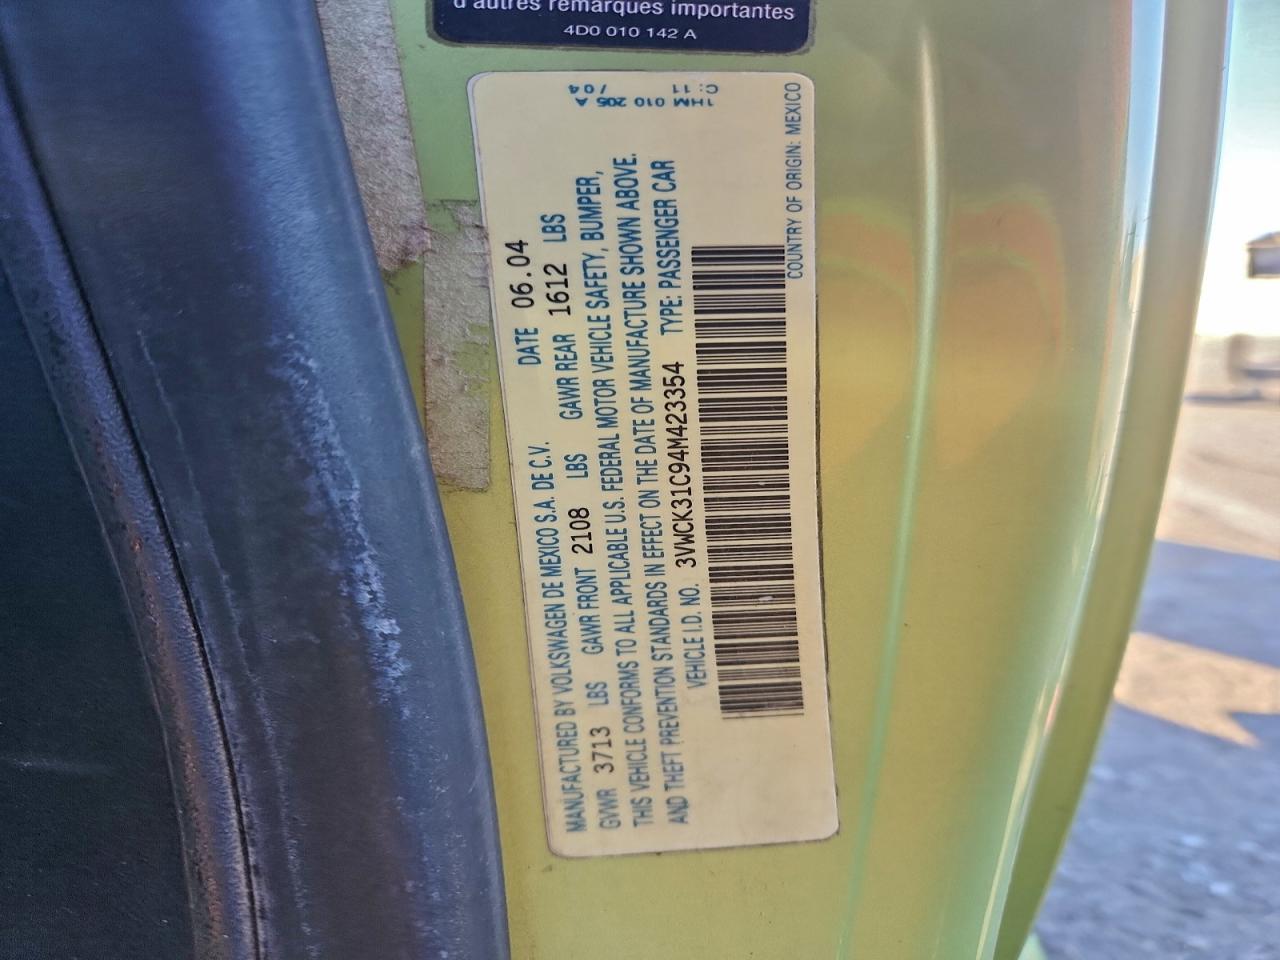 d'autres remarques importantes
4D0 010 142 A
1HM 010 205 A
MANUFACTURED BY VOLKSWAGEN DE MEXICO S.A. DE C.V. DATE 06.04
GVWR 3713 LBS GAWR FRONT 2108 LBS GAWR REAR 1612 LBS
THIS VEHICLE CONFORMS TO ALL APPLICABLE U.S. FEDERAL MOTOR VEHICLE SAFETY, BUMPER,
AND THEFT PREVENTION STANDARDS IN EFFECT ON THE DATE OF MANUFACTURE SHOWN ABOVE.
VEHICLE I.D. NO. 3VWCK31C94M423354 TYPE: PASSENGER CAR
COUNTRY OF ORIGIN: MEXICO